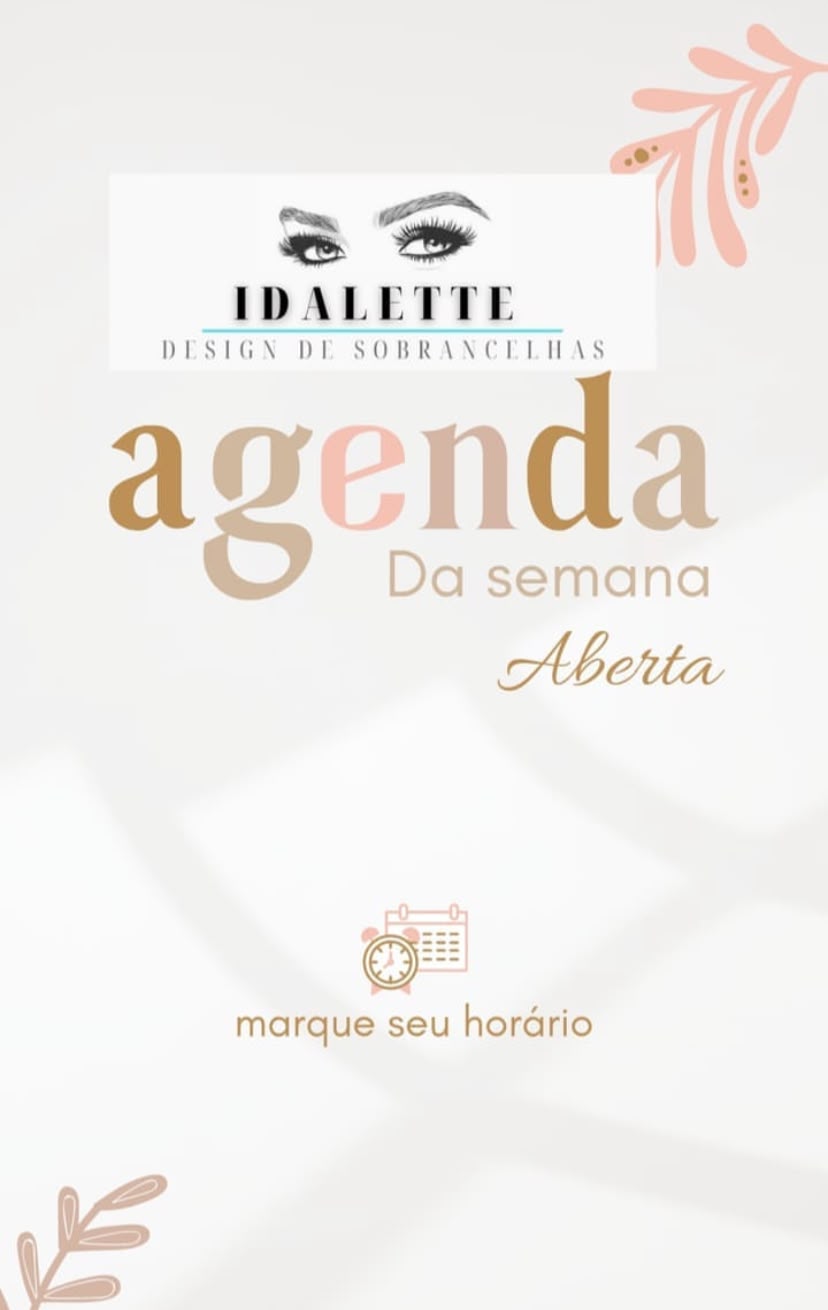 IDALETTE
DESIGN DE SOBRANCELHAS
agenda
Da semana
Aberta
marque seu horário